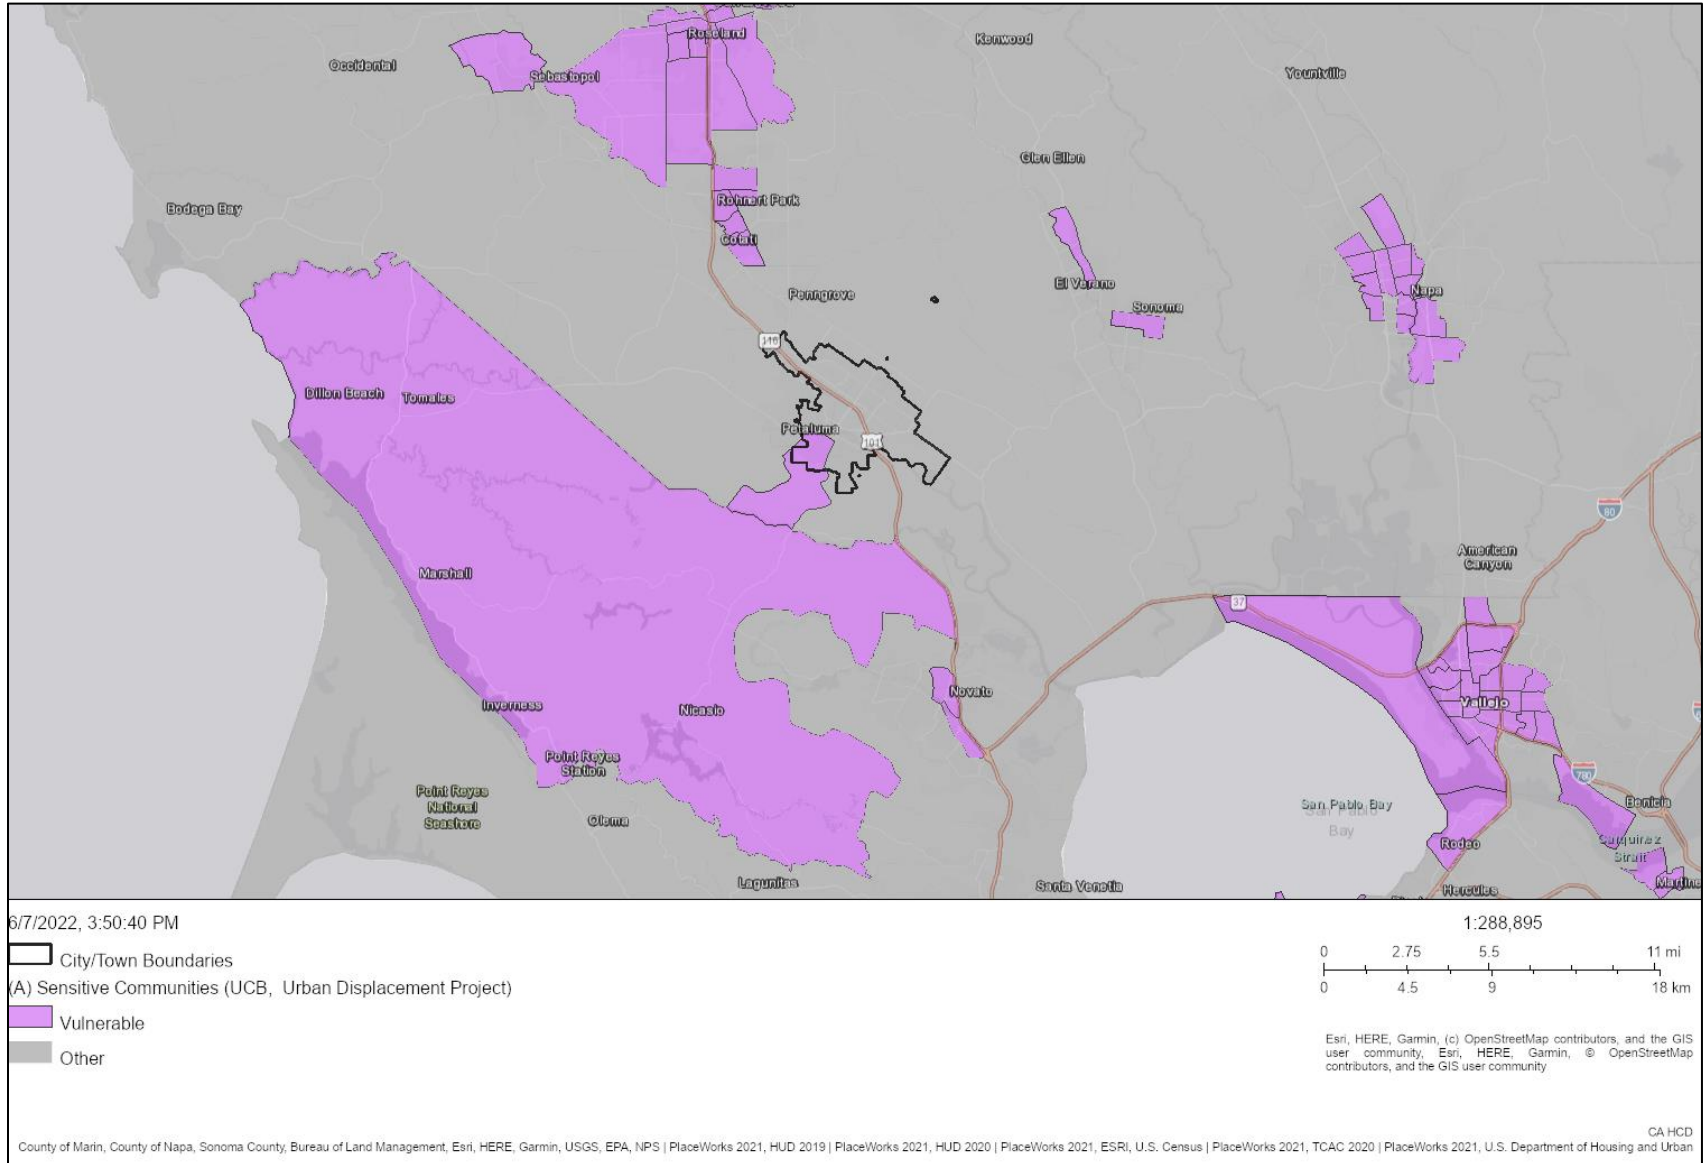 Roseland
Kenwood
Occidental
Sebastopol
Yountville
Glen Ellen
Rohnert Park
Bodega Bay
Cotati
El Verano
Napa
Penngrove
Sonoma
116
Dillon Beach
Tomales
Petaluma
101
80
American
Canyon
Marshall
37
Novato
Vallejo
Inverness
Nicasio
Point Reyes
Station
780
Point Reyes
National
Seashore
Olema
San Pablo Bay
San Pablo
Bay
Benicia
Carquinez
Strait
Rodeo
Lagunitas
Santa Venetia
Hercules
Martine
6/7/2022, 3:50:40 PM
City/Town Boundaries
(A) Sensitive Communities (UCB, Urban Displacement Project)
Vulnerable
Other
1:288,895
0 2.75 5.5 11 mi
0 4.5 9 18 km
Esri, HERE, Garmin, (c) OpenStreetMap contributors, and the GIS
user community, Esri, HERE, Garmin, © OpenStreetMap
contributors, and the GIS user community
CA HCD
County of Marin, County of Napa, Sonoma County, Bureau of Land Management, Esri, HERE, Garmin, USGS, EPA, NPS | PlaceWorks 2021, HUD 2019 | PlaceWorks 2021, HUD 2020 | PlaceWorks 2021, ESRI, U.S. Census | PlaceWorks 2021, TCAC 2020 | PlaceWorks 2021, U.S. Department of Housing and Urban